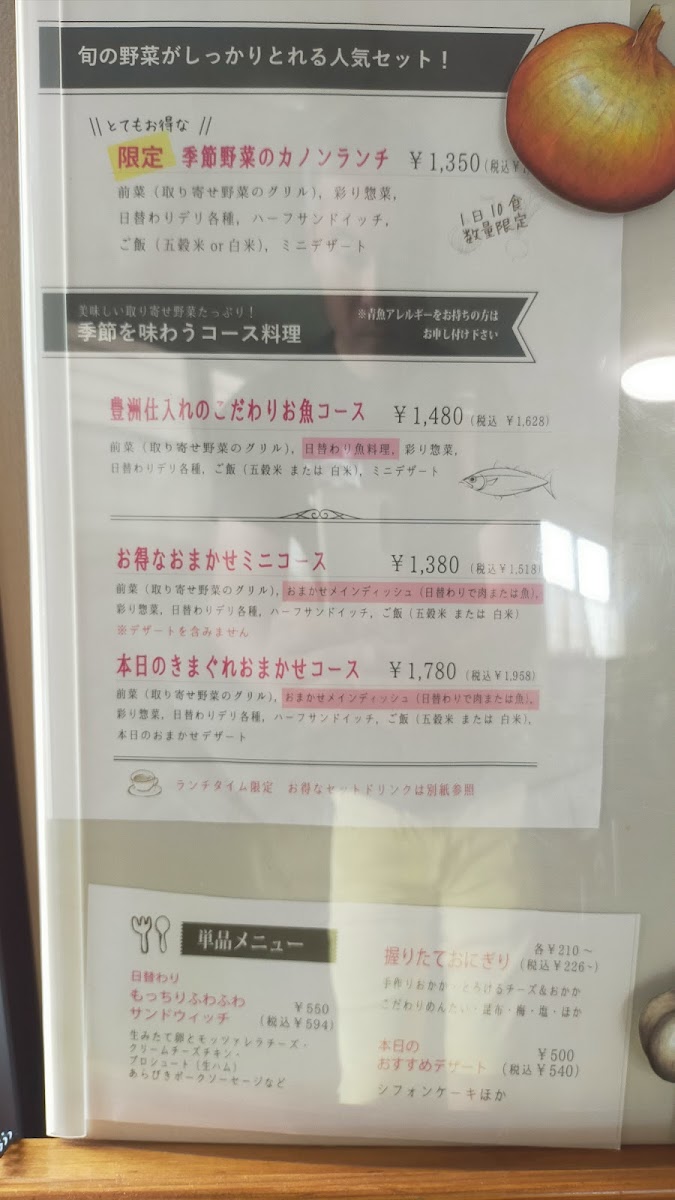 旬の野菜がしっかりとれる人気セット!
\\ とてもお得な //
限定 季節野菜のカノンランチ ¥1,350 (税込
前菜(取り寄せ野菜のグリル), 彩り惣菜,
日替わりデリ各種, ハーフサンドイッチ,
ご飯(五穀米 or 白米), ミニデザート
1日10食
数量限定
美味しい取り寄せ野菜たっぷり!
季節を味わうコース料理
※青魚アレルギーをお持ちの方は
お申し付け下さい
豊洲仕入れのこだわりお魚コース ¥1,480 (税込 ¥1,628)
前菜(取り寄せ野菜のグリル), 日替わり魚料理, 彩り惣菜,
日替わりデリ各種, ご飯(五穀米 または 白米), ミニデザート
お得なおまかせミニコース ¥1,380 (税込¥1,518)
前菜(取り寄せ野菜のグリル), おまかせメインディッシュ(日替わりで肉または魚),
彩り惣菜, 日替わりデリ各種, ハーフサンドイッチ, ご飯(五穀米 または 白米)
※デザートを含みません
本日のきまぐれおまかせコース ¥1,780 (税込¥1,958)
前菜(取り寄せ野菜のグリル), おまかせメインディッシュ(日替わりで肉または魚),
彩り惣菜, 日替わりデリ各種, ハーフサンドイッチ, ご飯(五穀米 または 白米),
本日のおまかせデザート
ランチタイム限定 お得なセットドリンクは別紙参照
単品メニュー
日替わり
もっちりふわふわ
サンドウィッチ
¥550
(税込¥594)
生みたて卵とモッツァレラチーズ・
クリームチーズチキン・
プロシュート(生ハム)
あらびきポークソーセージなど
握りたておにぎり 各¥210~
(税込¥226~)
手作りおかか・とろけるチーズ&おかか
こだわりめんたい・昆布・梅・塩・ほか
本日の
おすすめデザート
¥500
(税込¥540)
シフォンケーキほか